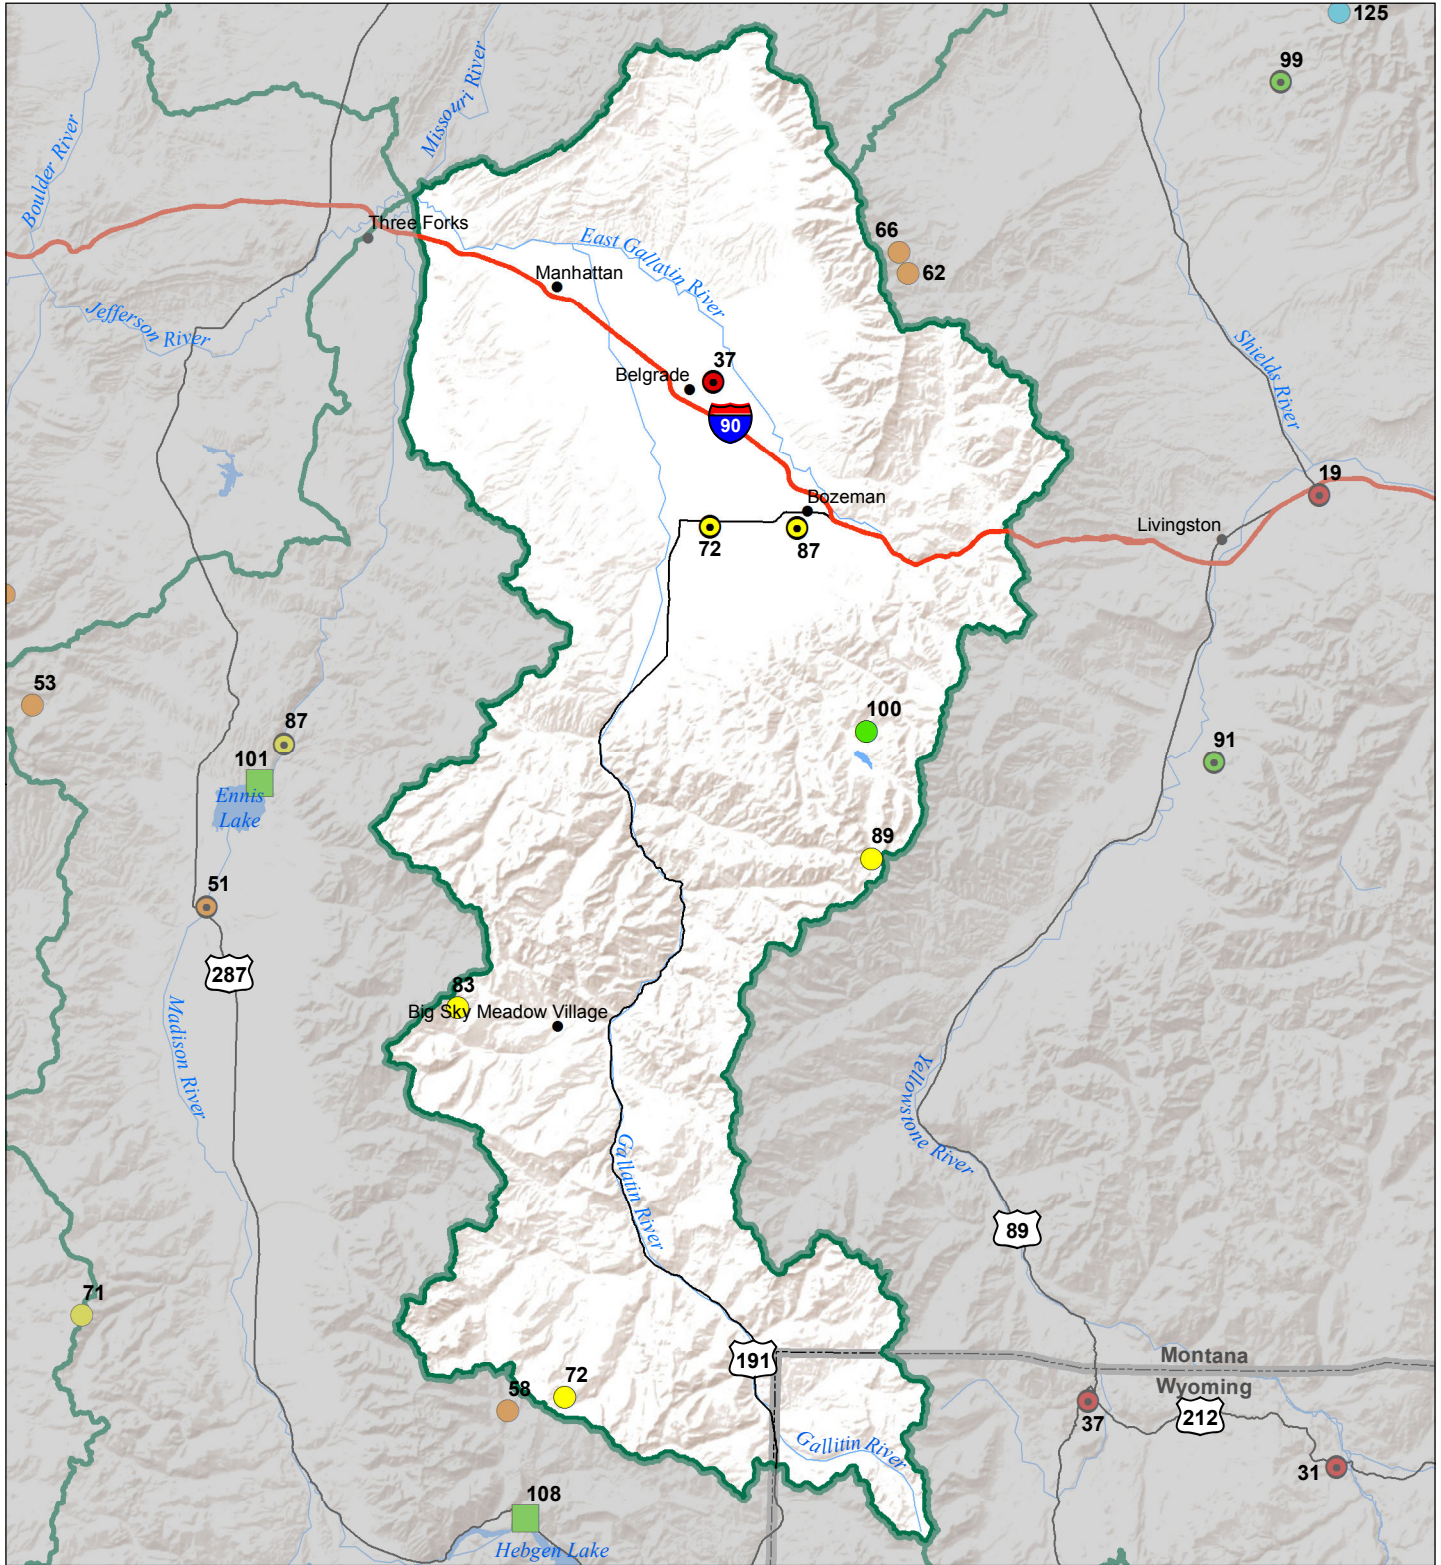 125
99
Missouri River
Boulder River
Three Forks
66
62
East Gallatin River
Manhattan
Jefferson River
Shields River
37
Belgrade
90
19
Bozeman
Livingston
72
87
53
100
87
101
91
Ennis
Lake
89
51
287
83
Big Sky Meadow Village
Madison River
Yellowstone River
Gallatin River
89
71
191
Montana
Wyoming
72
58
37
212
Gallitin River
31
108
Hebgen Lake